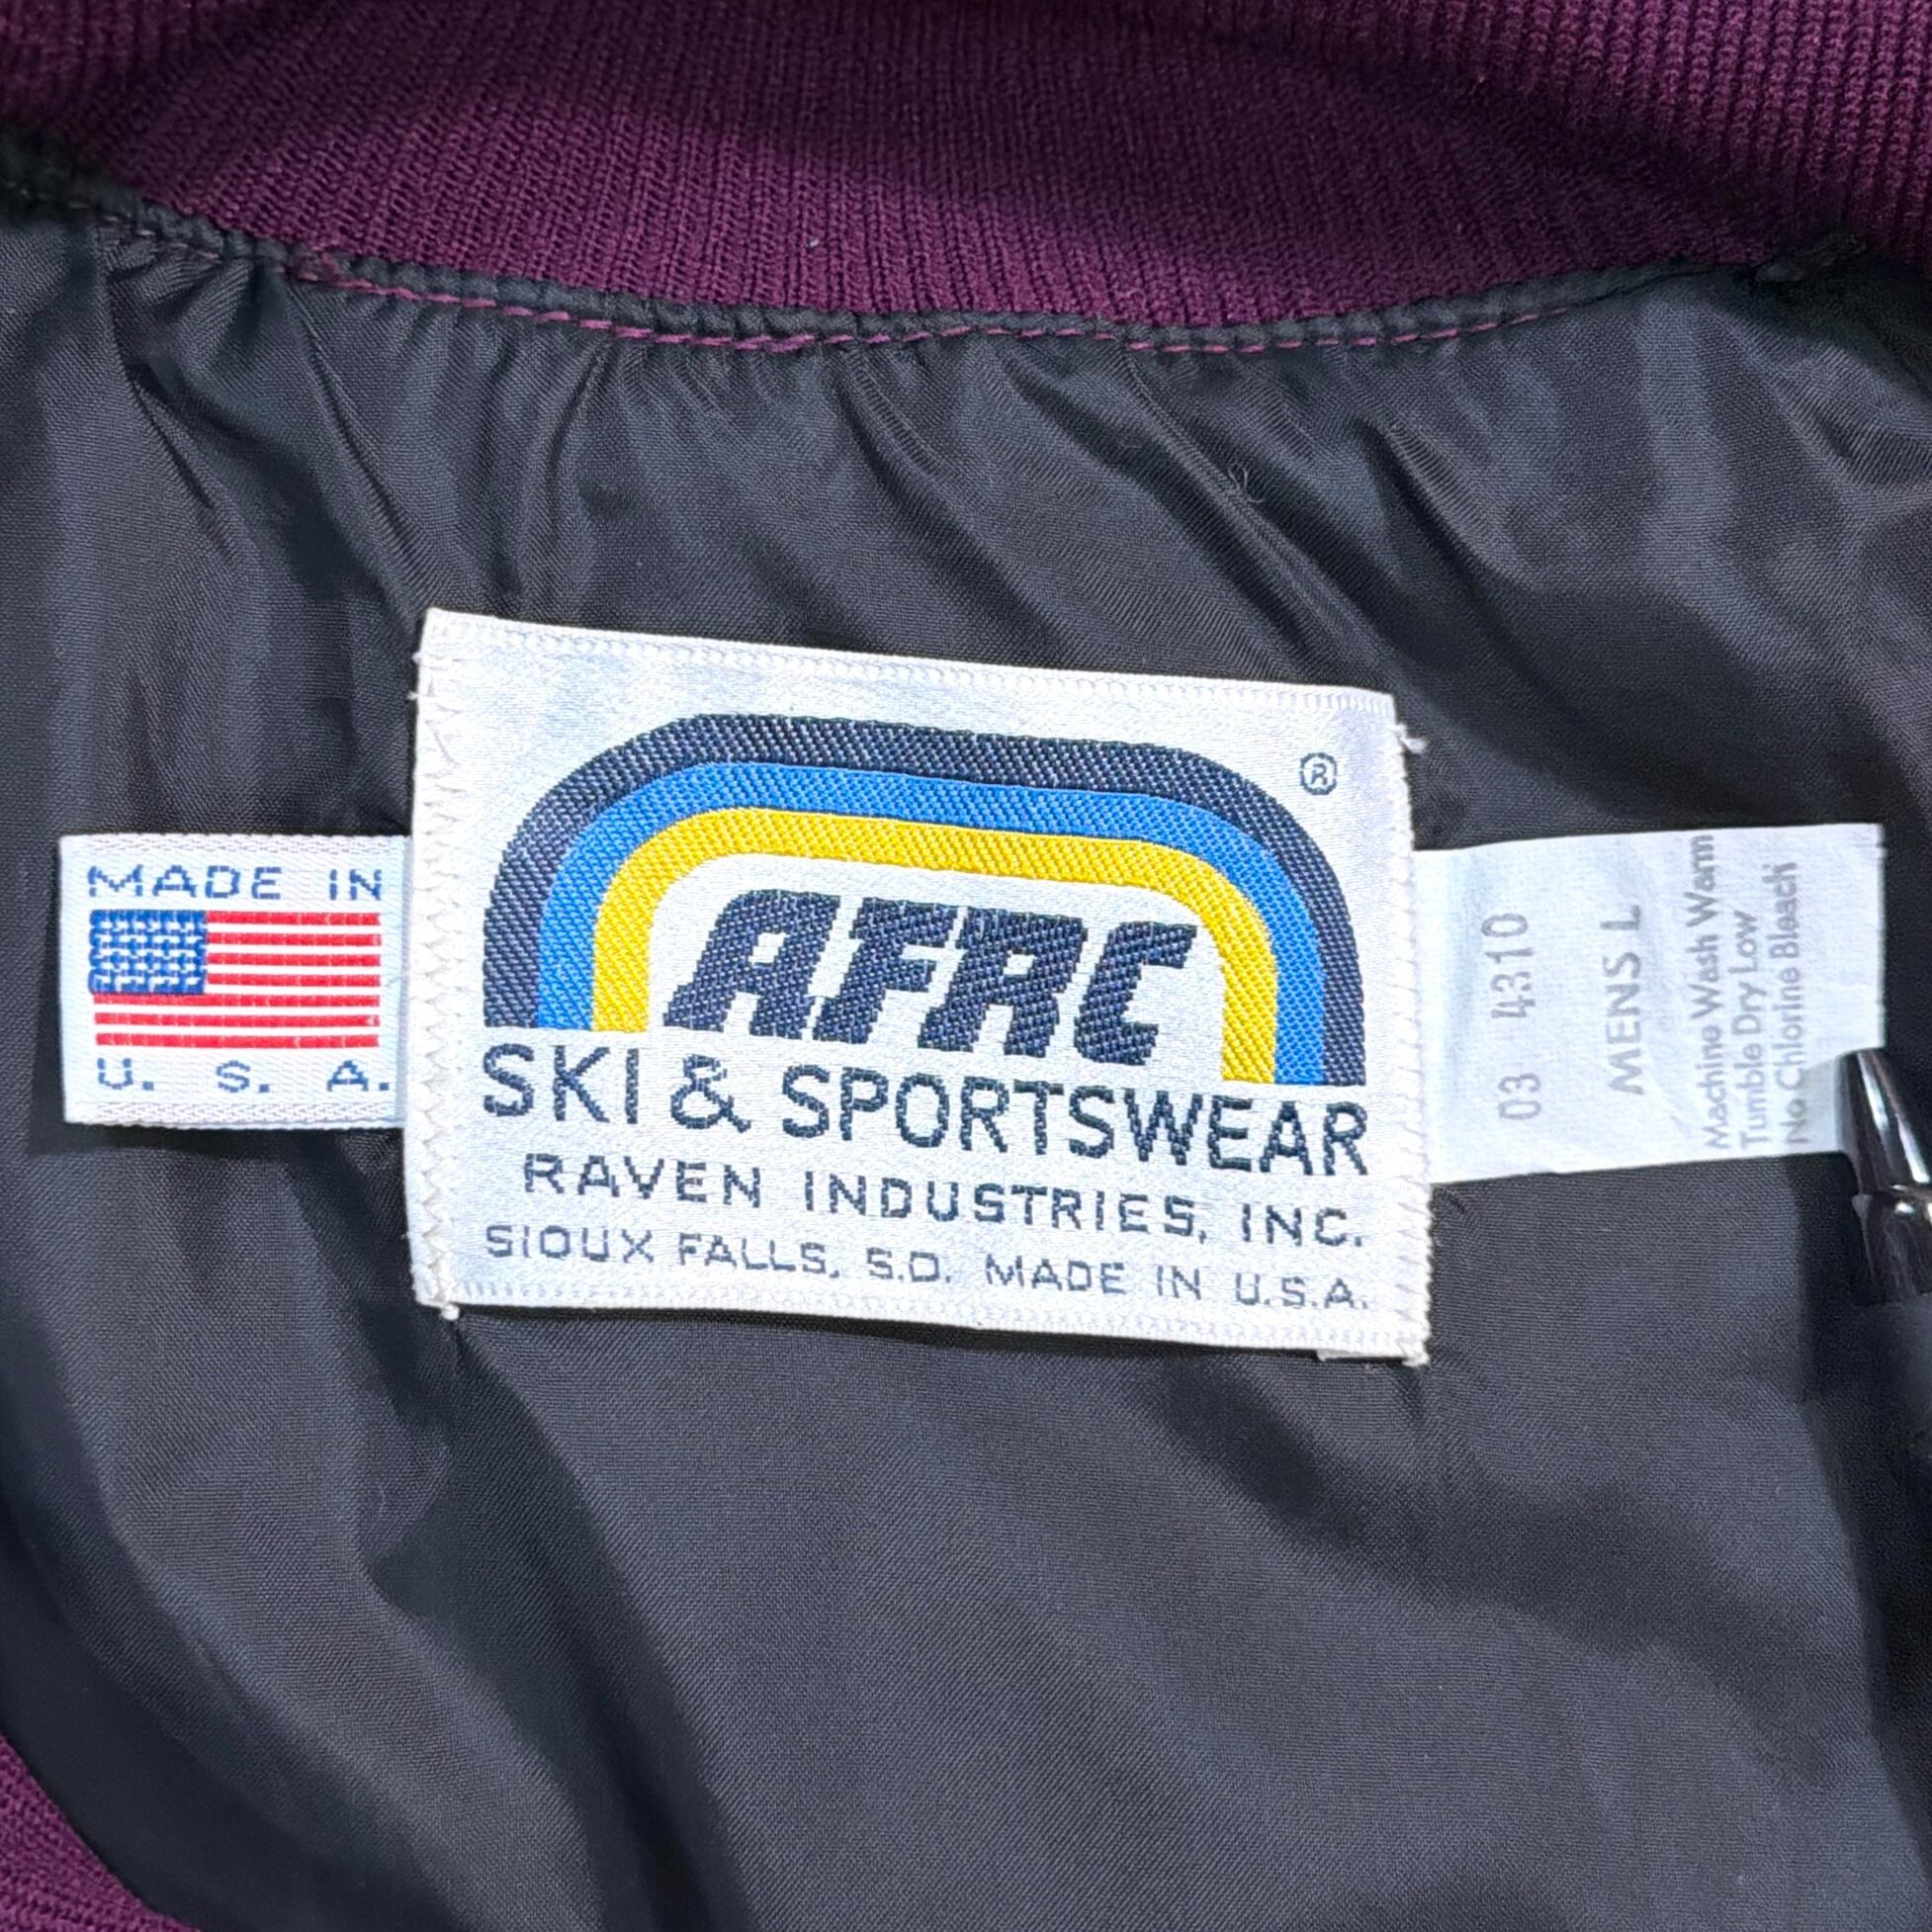 MADE IN
U. S. A.
®
AFRC
SKI & SPORTSWEAR
RAVEN INDUSTRIES, INC.
SIOUX FALLS, S.D. MADE IN U.S.A.
03 4310
MENS L
Machine Wash Warm
Tumble Dry Low
No Chlorine Bleach